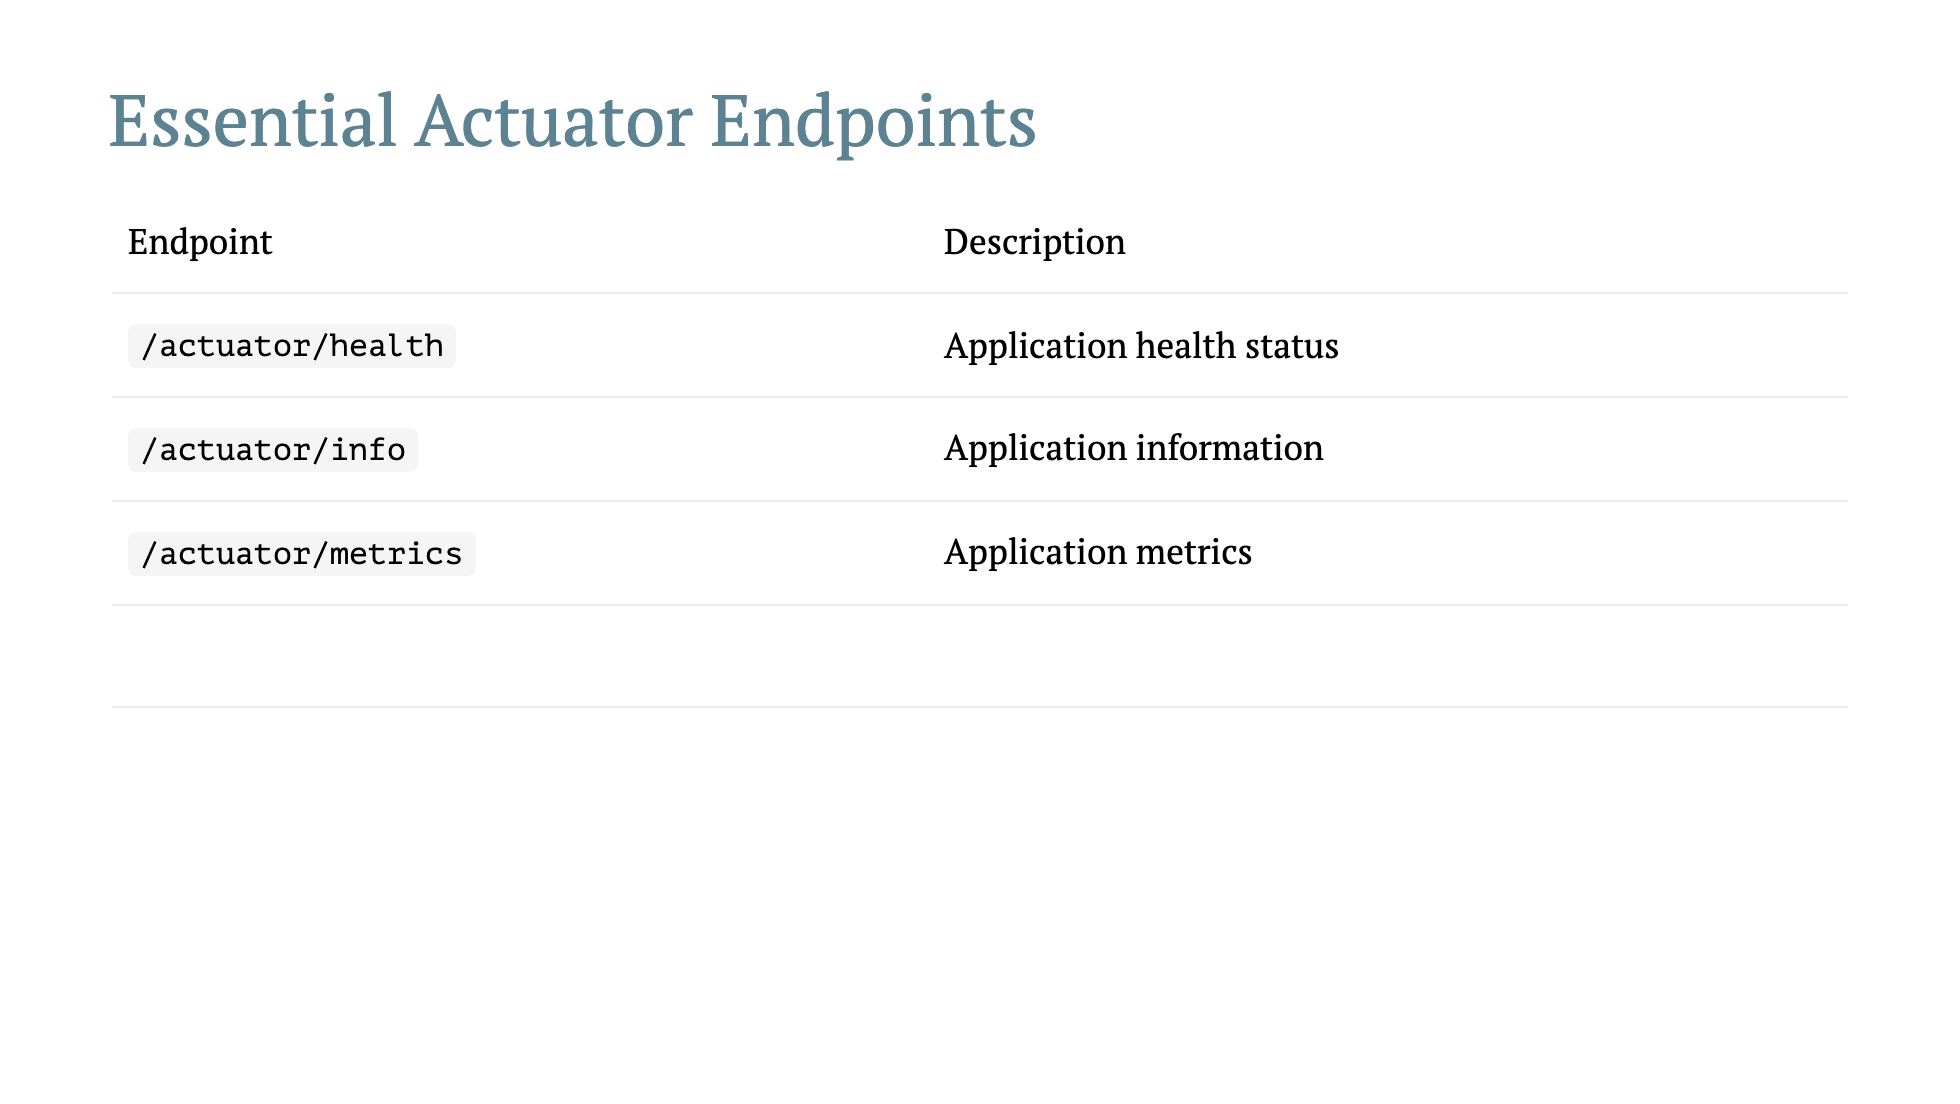 Essential Actuator Endpoints
Endpoint Description
/actuator/health Application health status
/actuator/info Application information
/actuator/metrics Application metrics